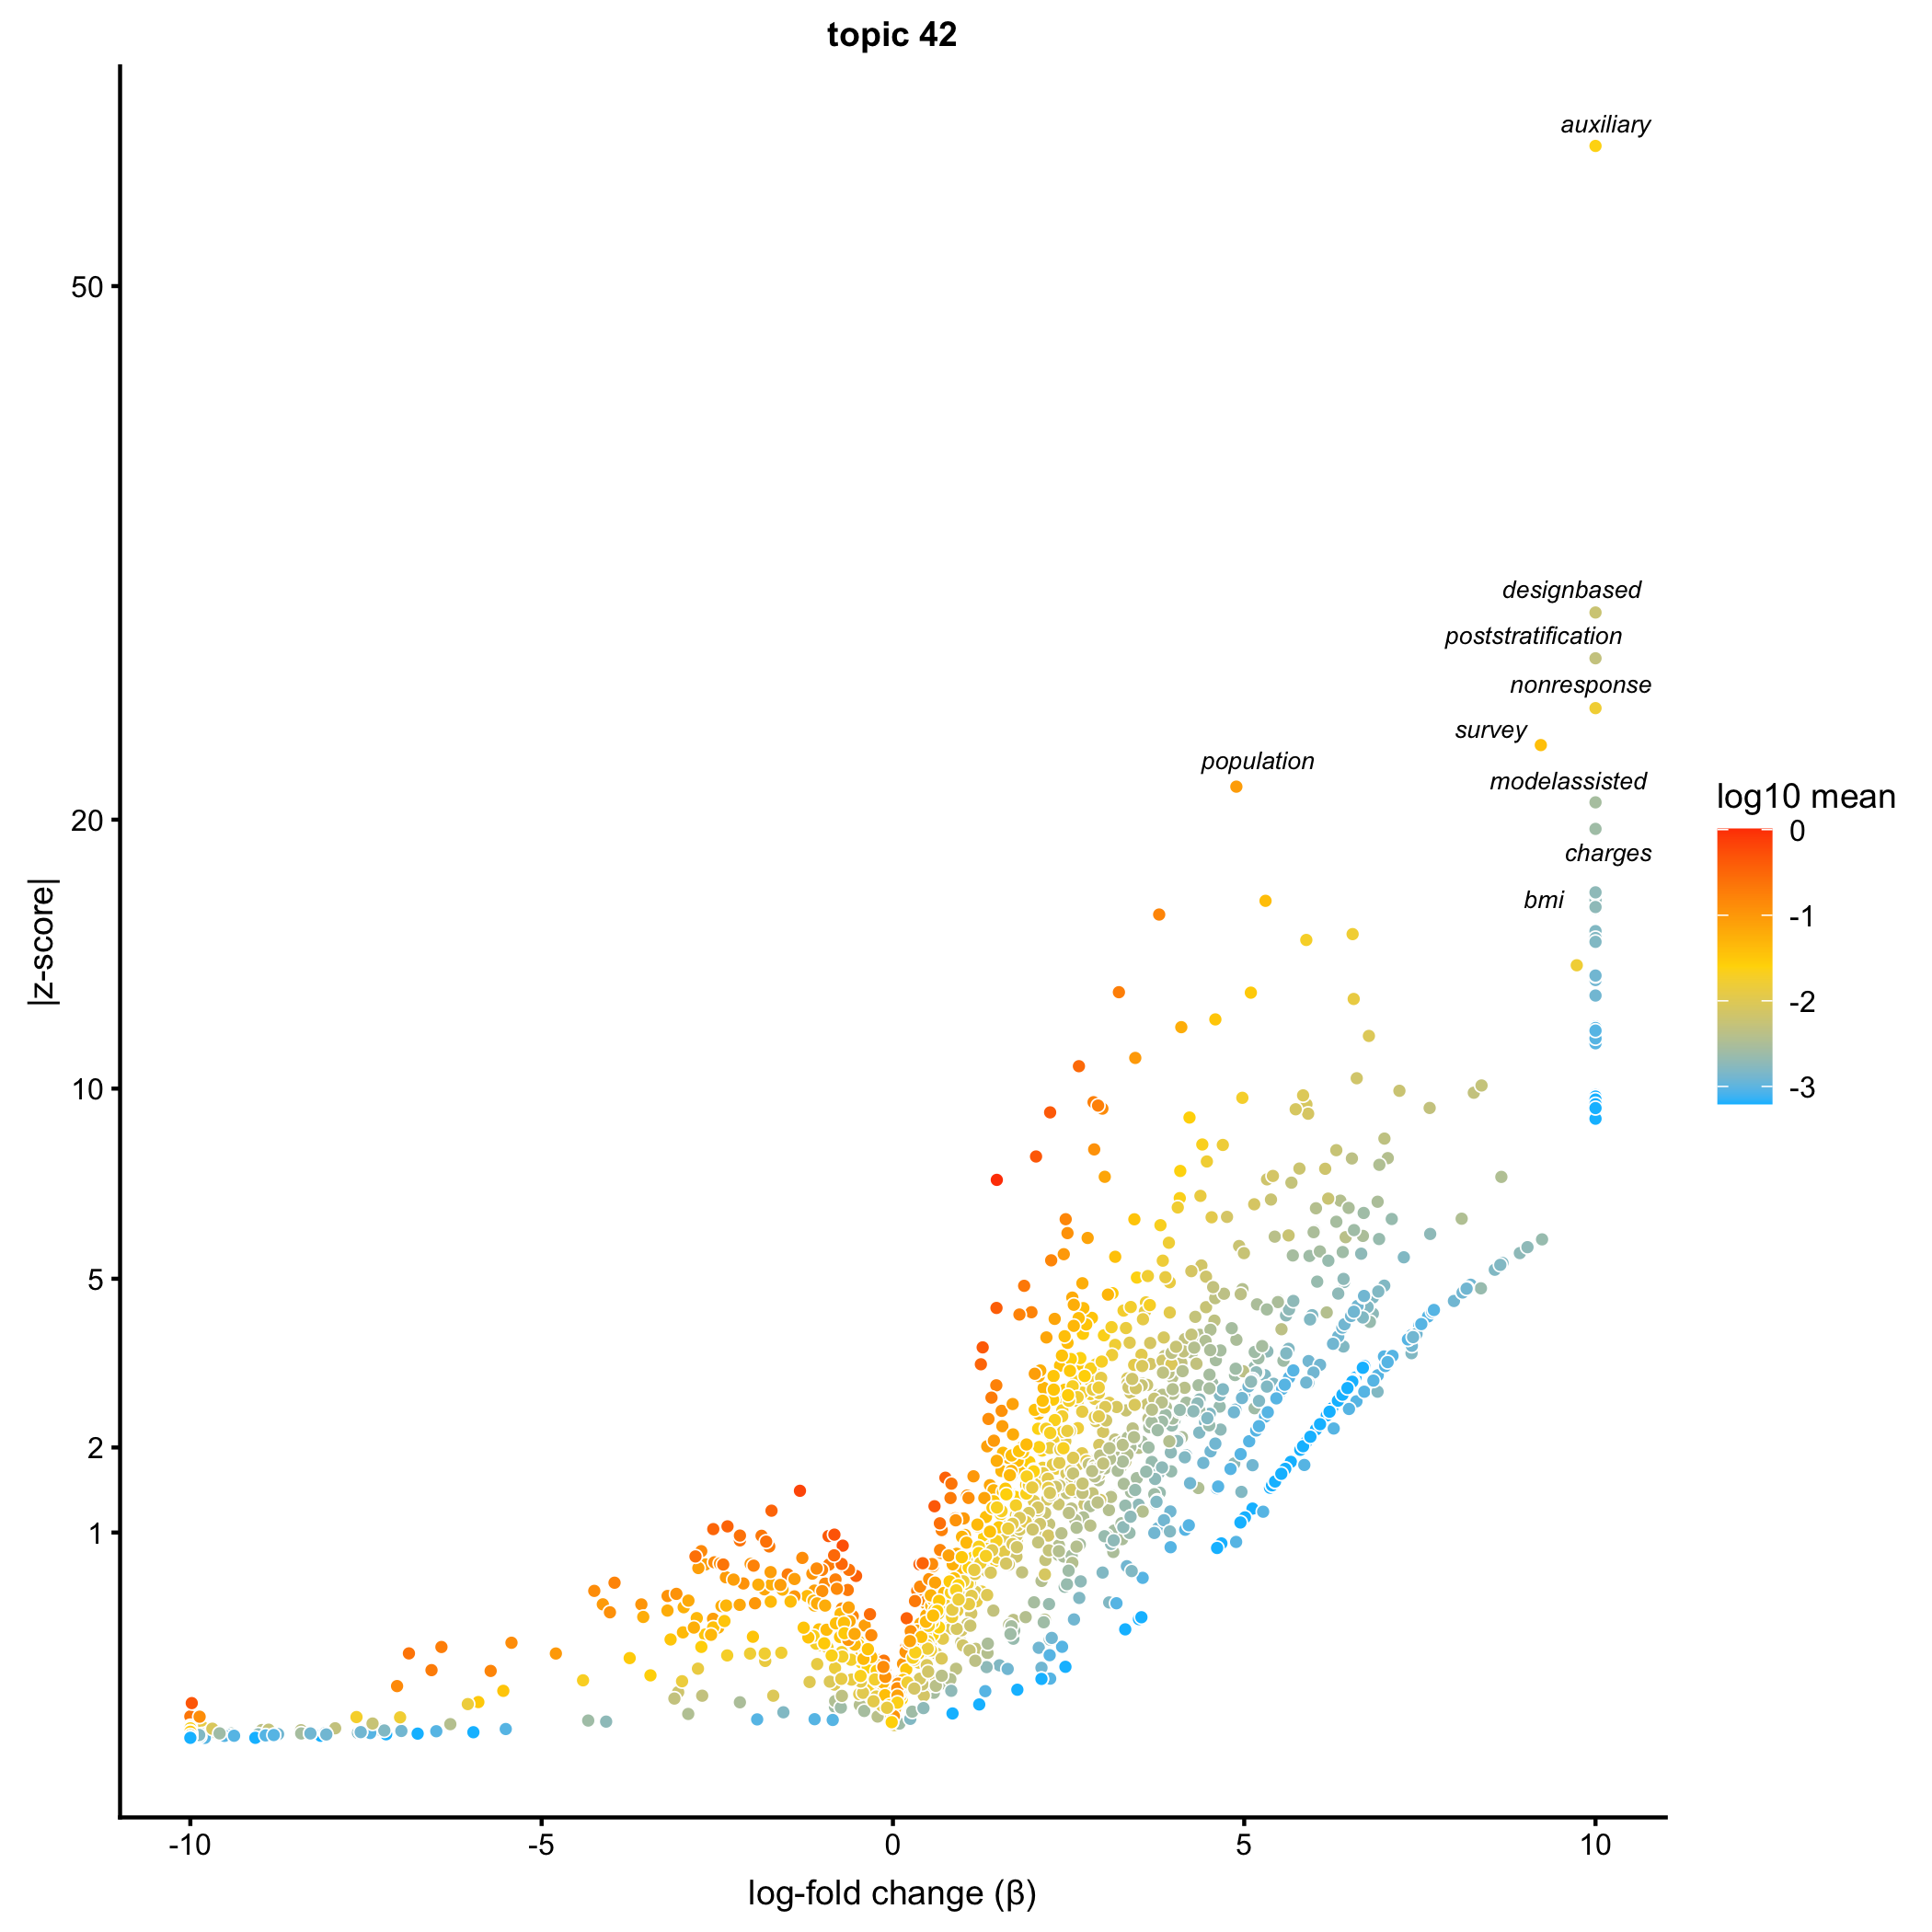 topic 42
auxiliary
50
designbased
poststratification
nonresponse
survey
population
modelassisted
log10 mean
20
0
charges
bmi
-1
|z-score|
-2
10
-3
5
2
1
-10
-5
0
5
10
log-fold change (β)